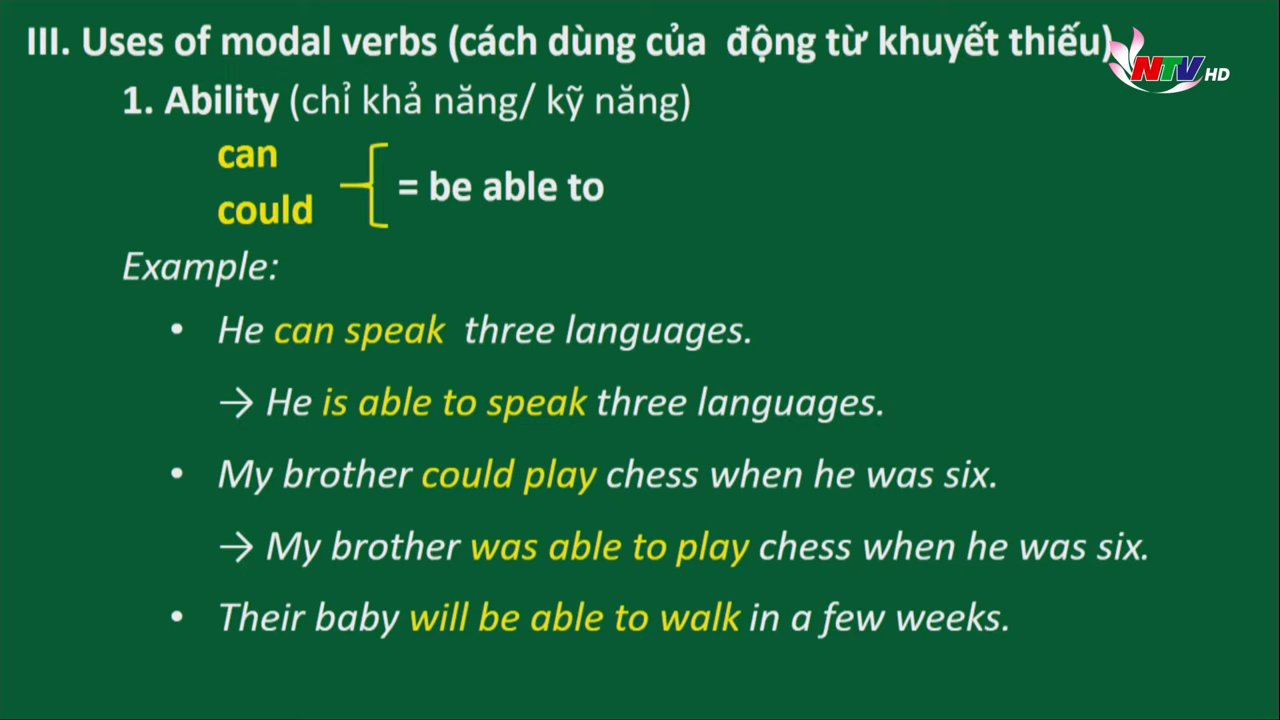 III. Uses of modal verbs (cách dùng của động từ khuyết thiếu)
NTV HD
1. Ability (chỉ khả năng/ kỹ năng)
can
could
= be able to
Example:
• He can speak three languages.
→ He is able to speak three languages.
• My brother could play chess when he was six.
→ My brother was able to play chess when he was six.
• Their baby will be able to walk in a few weeks.